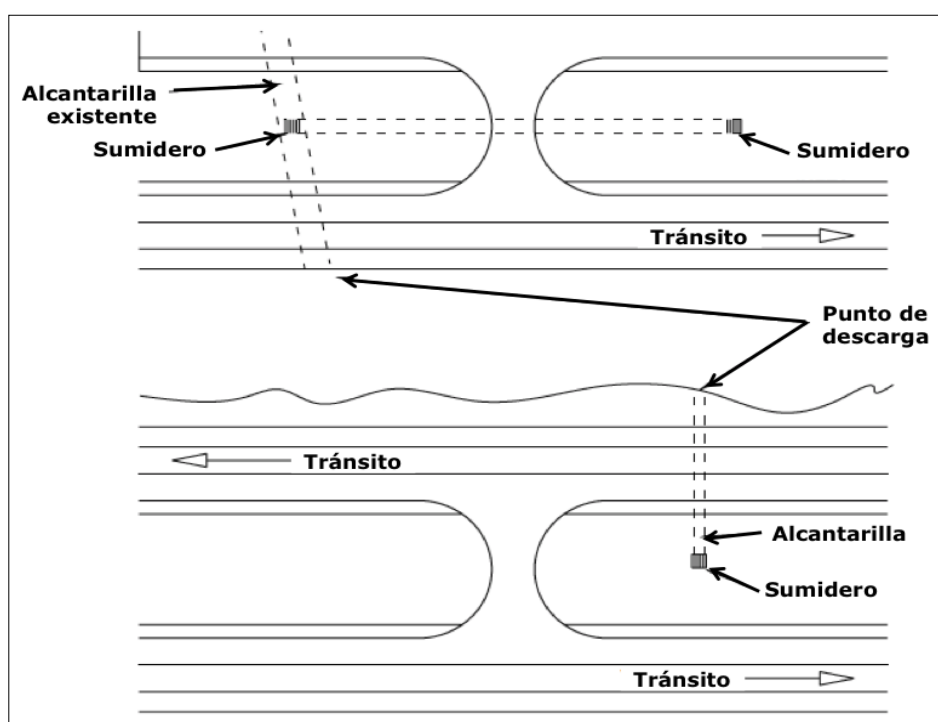 Alcantarilla
existente
Sumidero
Sumidero
Tránsito
Punto de
descarga
Tránsito
Alcantarilla
Sumidero
Tránsito